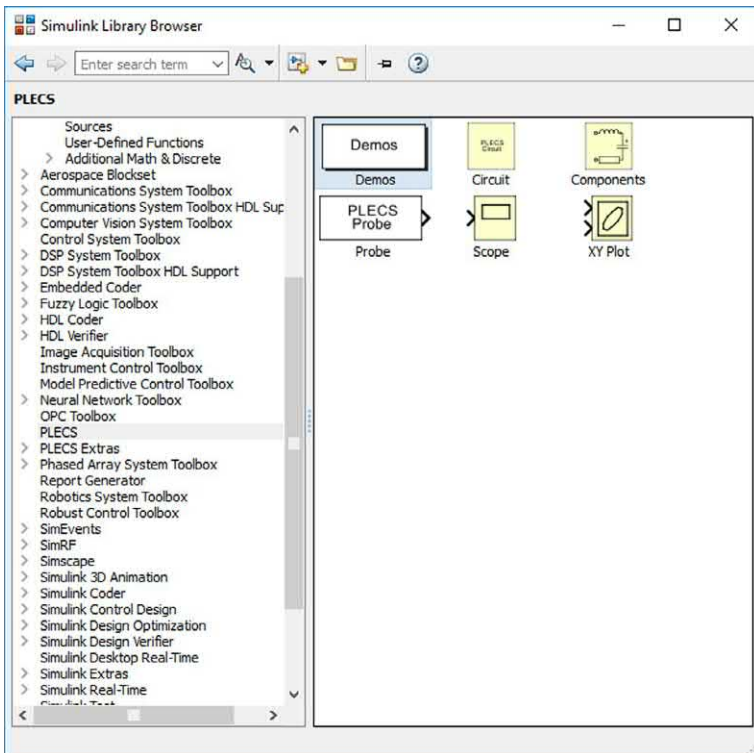 Simulink Library Browser
Enter search term
PLECS
Sources
User-Defined Functions
Additional Math & Discrete
Aerospace Blockset
Communications System Toolbox
Communications System Toolbox HDL Sup
Computer Vision System Toolbox
Control System Toolbox
DSP System Toolbox
DSP System Toolbox HDL Support
Embedded Coder
Fuzzy Logic Toolbox
HDL Coder
HDL Verifier
Image Acquisition Toolbox
Instrument Control Toolbox
Model Predictive Control Toolbox
Neural Network Toolbox
OPC Toolbox
PLECS
PLECS Extras
Phased Array System Toolbox
Report Generator
Robotics System Toolbox
Robust Control Toolbox
SimEvents
SimRF
Simscape
Simulink 3D Animation
Simulink Coder
Simulink Control Design
Simulink Design Optimization
Simulink Design Verifier
Simulink Desktop Real-Time
Simulink Extras
Simulink Real-Time
Simulink Test
Demos
PLECS
Circuit
Demos
Circuit
Components
PLECS
Probe
Probe
Scope
XY Plot